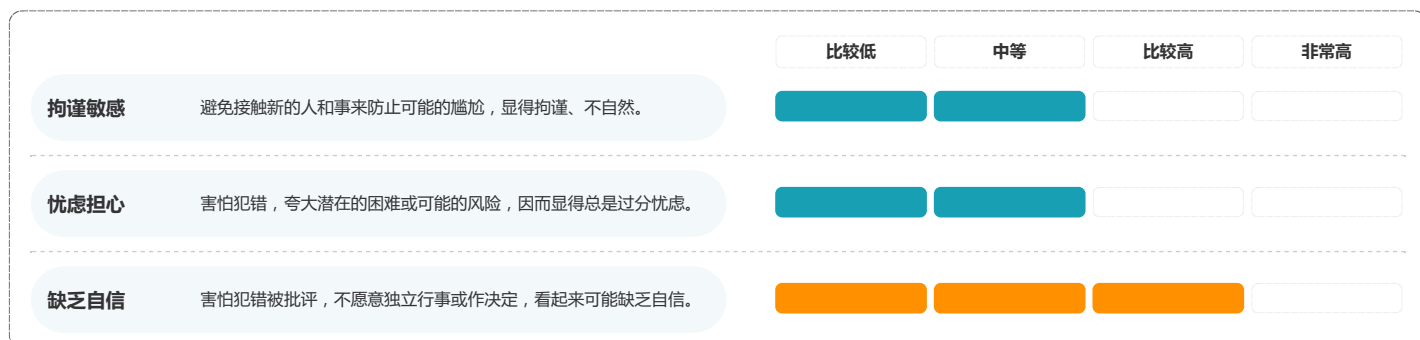 比较低 中等 比较高 非常高
拘谨敏感 避免接触新的人和事来防止可能的尴尬，显得拘谨、不自然。
忧虑担心 害怕犯错，夸大潜在的困难或可能的风险，因而显得总是过分忧虑。
缺乏自信 害怕犯错被批评，不愿意独立行事或作决定，看起来可能缺乏自信。